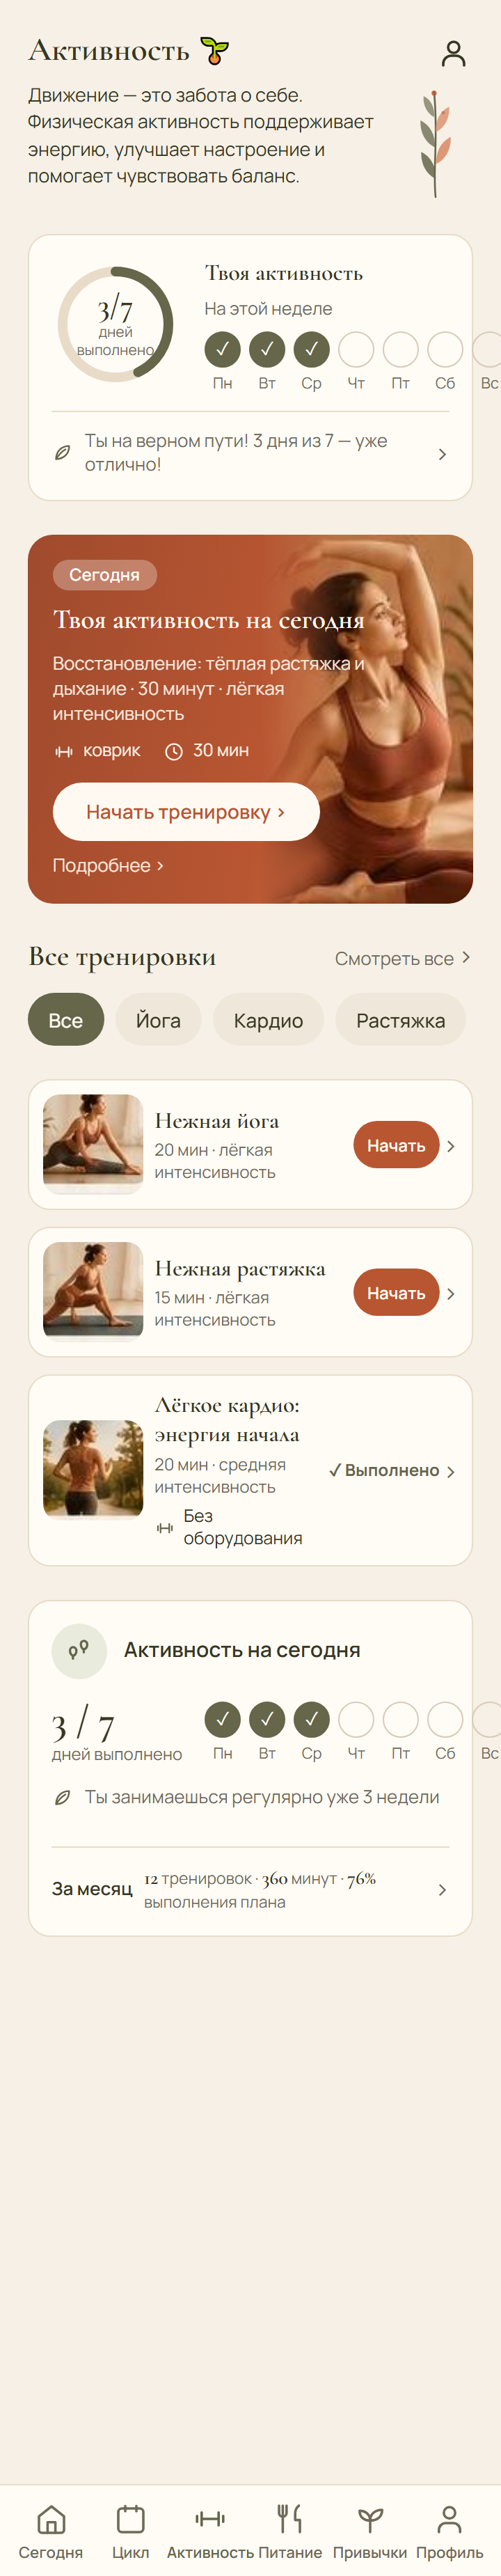 Активность
Движение — это забота о себе.
Физическая активность поддерживает
энергию, улучшает настроение и
помогает чувствовать баланс.
3/7
дней
выполнено
Твоя активность
На этой неделе
✓ ✓ ✓
Пн Вт Ср Чт Пт Сб Вс
Ты на верном пути! 3 дня из 7 — уже
отлично!
Сегодня
Твоя активность на сегодня
Восстановление: тёплая растяжка и
дыхание · 30 минут · лёгкая
интенсивность
коврик 30 мин
Начать тренировку ›
Подробнее ›
Все тренировки
Смотреть все
Все Йога Кардио Растяжка
Нежная йога
20 мин · лёгкая
интенсивность
Начать
Нежная растяжка
15 мин · лёгкая
интенсивность
Начать
Лёгкое кардио:
энергия начала
20 мин · средняя
интенсивность
Без
оборудования
✓ Выполнено
Активность на сегодня
3 / 7
дней выполнено
✓ ✓ ✓
Пн Вт Ср Чт Пт Сб Вс
Ты занимаешься регулярно уже 3 недели
За месяц
12 тренировок · 360 минут · 76%
выполнения плана
Сегодня Цикл Активность Питание Привычки Профиль